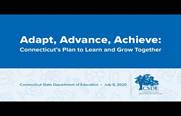 Adapt, Advance, Achieve:
Connecticut's Plan to Learn and Grow Together
Connecticut State Department of Education • July 6, 2020
CSDE